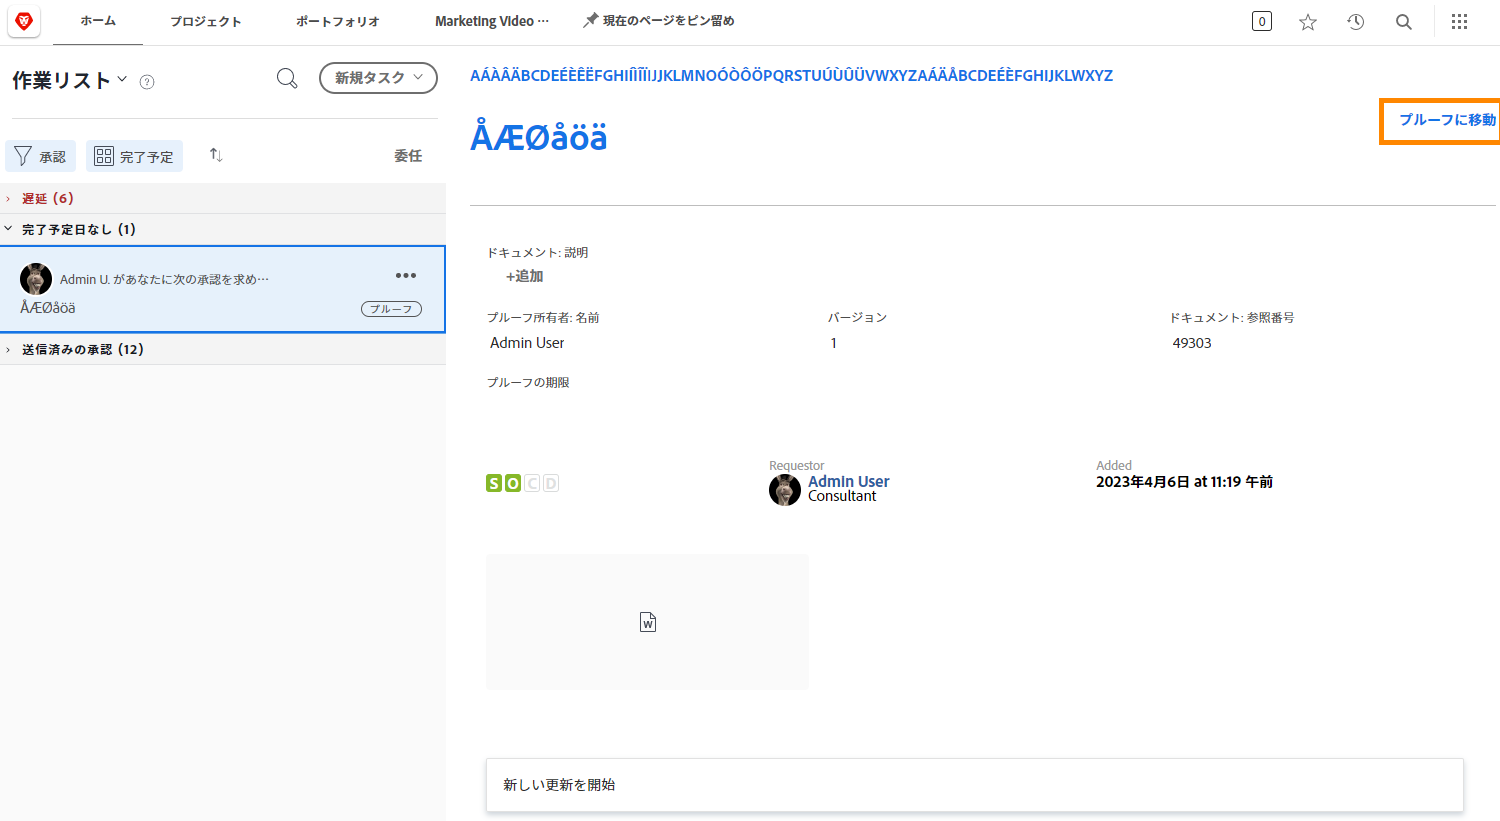 ホーム プロジェクト ポートフォリオ Marketing Video ··· 現在のページをピン留め 0
作業リスト ? 新規タスク
承認 完了予定 委任
遅延 (6)
完了予定日なし (1)
Admin U. があなたに次の承認を求め···
ÅÆØåöä プルーフ
送信済みの承認 (12)
ÅÆØåöä
プルーフに移動
ドキュメント: 説明
+追加
プルーフ所有者: 名前 バージョン ドキュメント: 参照番号
Admin User 1 49303
プルーフの期限
S O C D
Requestor
Admin User
Consultant
Added
2023年4月6日 at 11:19 午前
W
新しい更新を開始